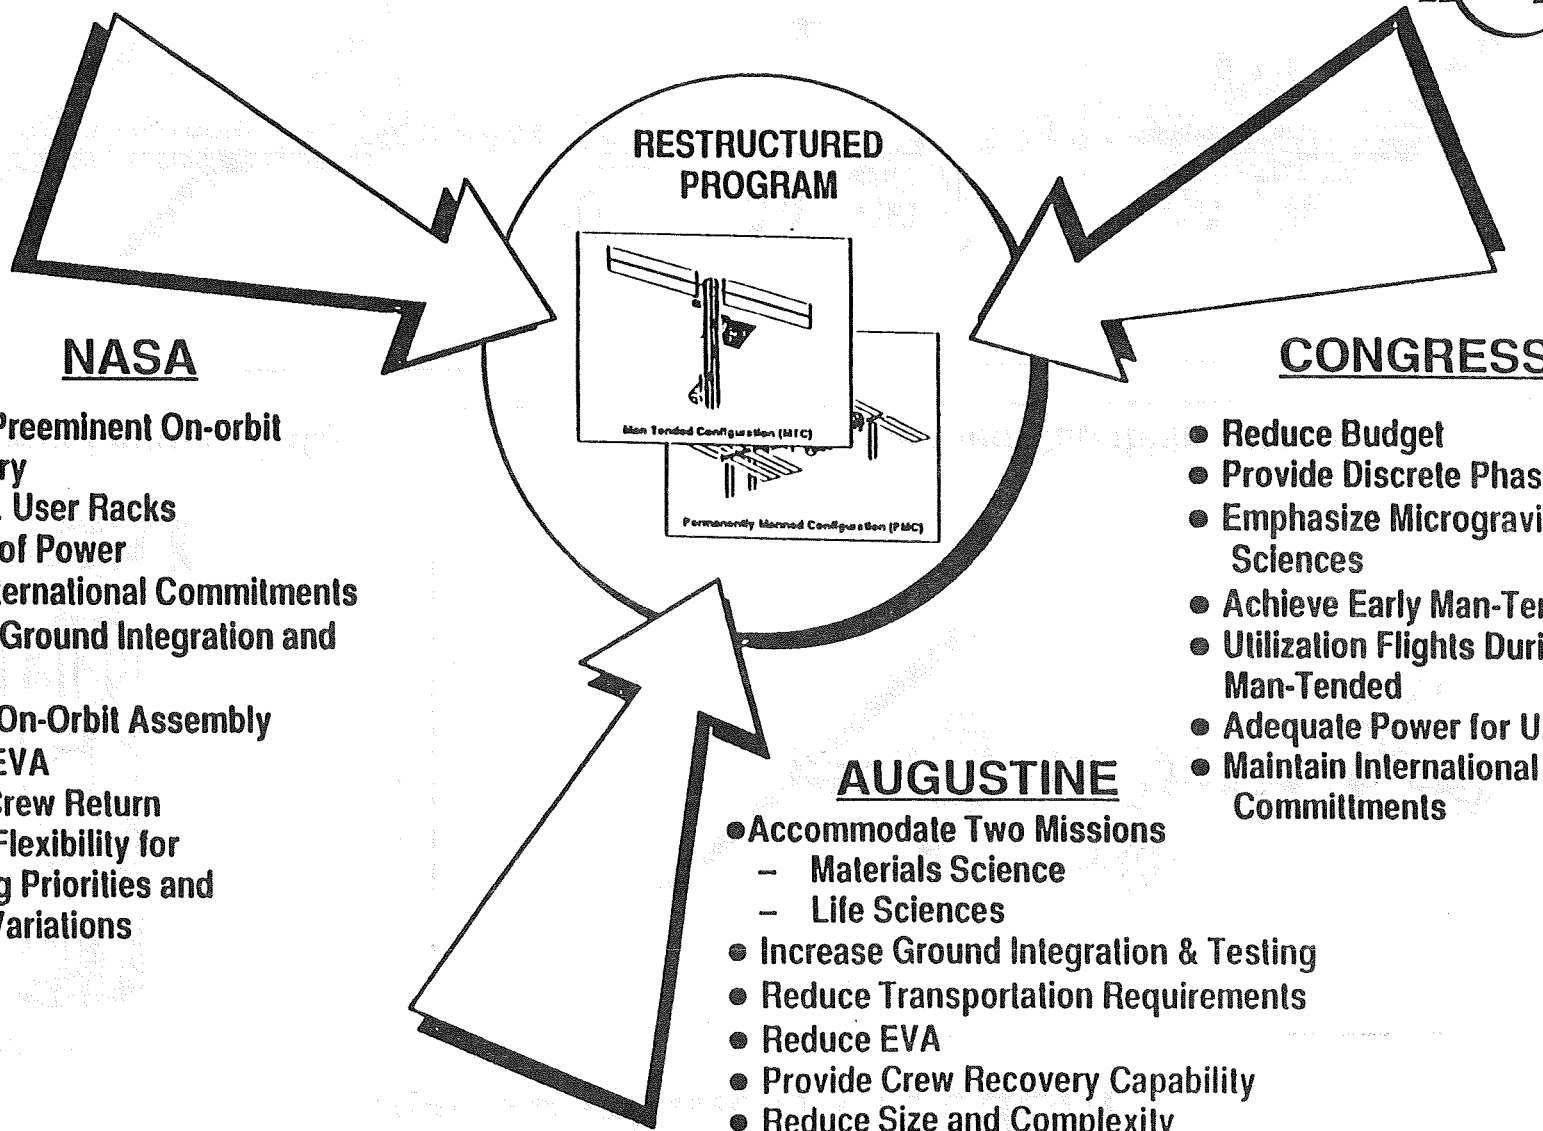 RESTRUCTURED
PROGRAM
Man Tended Configuration (MTC)
Permanently Manned Configuration (PMC)
NASA
Preeminent On-orbit
ry
User Racks
of Power
ternational Commitments
Ground Integration and
On-Orbit Assembly
EVA
Crew Return
Flexibility for
g Priorities and
Variations
CONGRESS
● Reduce Budget
● Provide Discrete Phas
● Emphasize Microgravi
Sciences
● Achieve Early Man-Ten
● Utilization Flights Duri
Man-Tended
● Adequate Power for U
● Maintain International
Committments
AUGUSTINE
●Accommodate Two Missions
– Materials Science
– Life Sciences
● Increase Ground Integration & Testing
● Reduce Transportation Requirements
● Reduce EVA
● Provide Crew Recovery Capability
● Reduce Size and Complexity